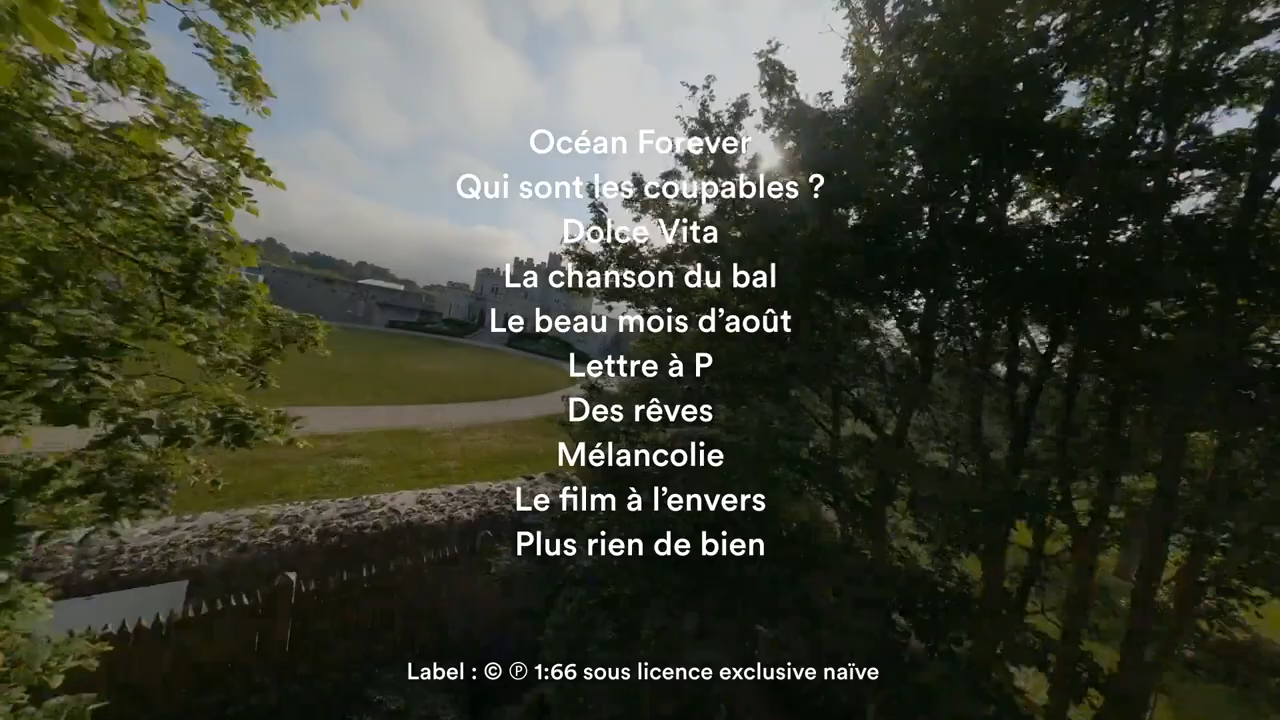 Océan Forever
Qui sont les coupables ?
Dolce Vita
La chanson du bal
Le beau mois d’août
Lettre à P
Des rêves
Mélancolie
Le film à l’envers
Plus rien de bien
Label : © ℗ 1:66 sous licence exclusive naïve